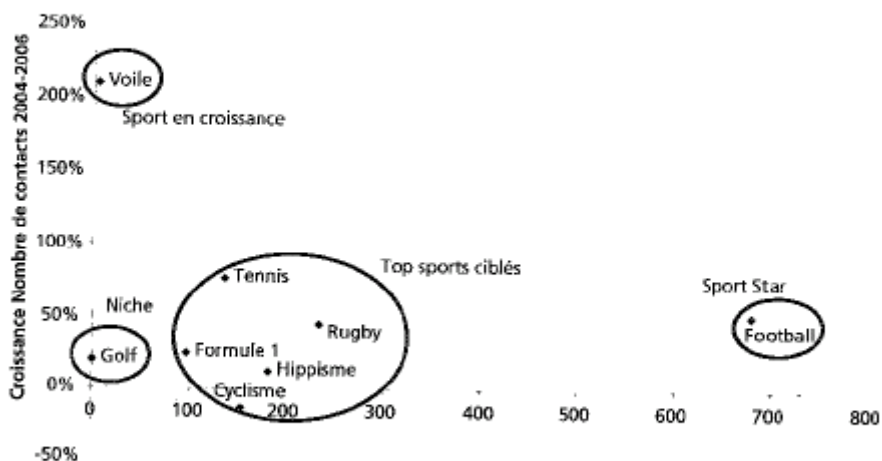 Croissance Nombre de contacts 2004-2006
250%
Voile
200%
Sport en croissance
150%
100%
Tennis
Top sports ciblés
Sport Star
Niche
50%
Rugby
Football
Golf
Formule 1
Hippisme
0%
Cyclisme
0
100
200
300
400
500
600
700
800
-50%